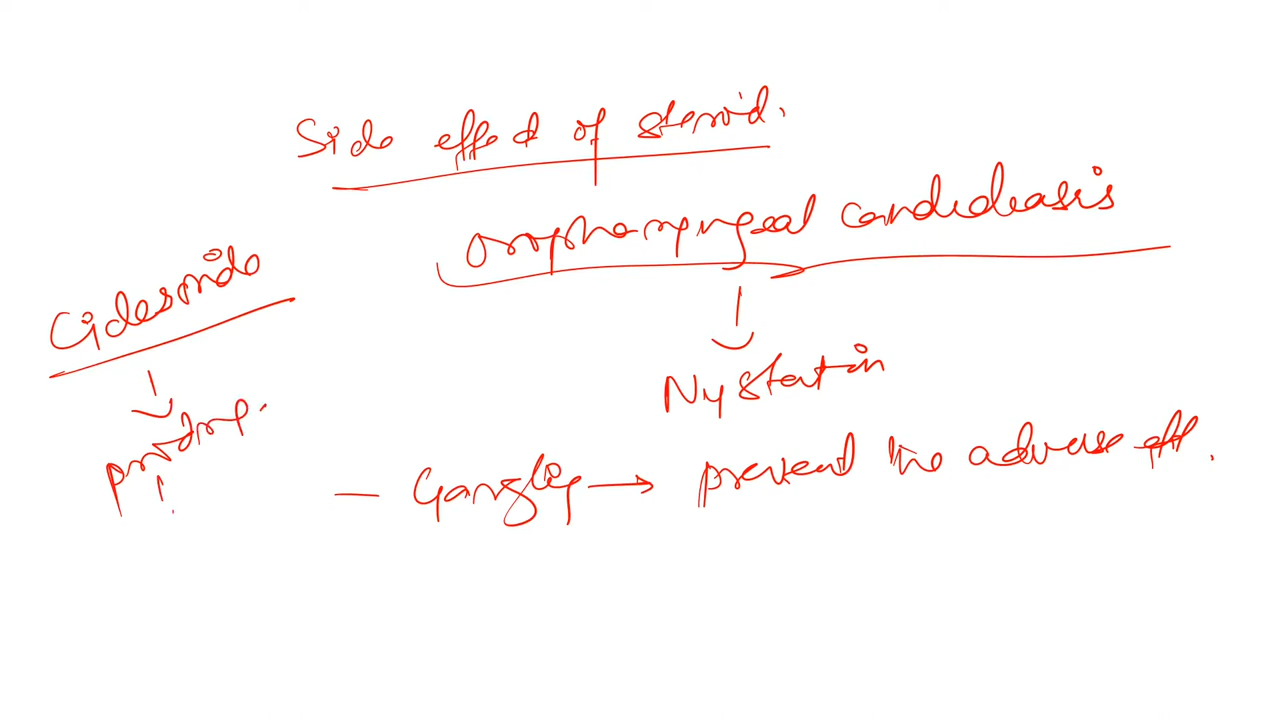 Side effect of steroid.
oropharyngeal candidiasis
Ciclesonide
Nystatin
prodrug.
- Gargling → prevent the adverse eff.